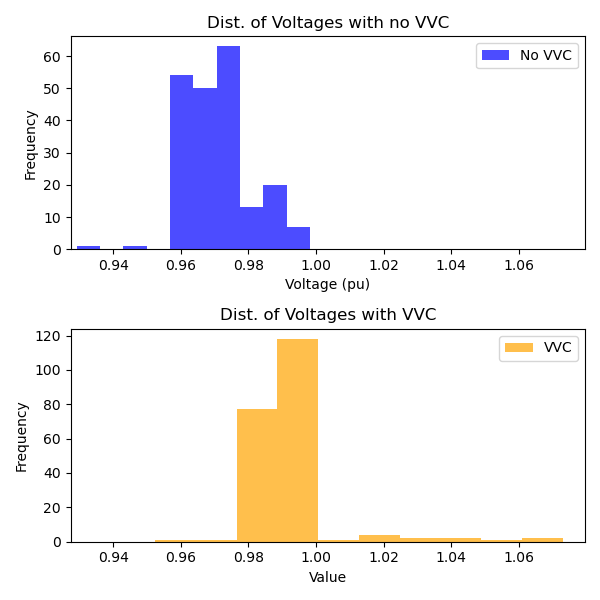 Dist. of Voltages with no VVC
No VVC
60
50
40
30
20
10
0
Frequency
0.94 0.96 0.98 1.00 1.02 1.04 1.06
Voltage (pu)
Dist. of Voltages with VVC
VVC
120
100
80
60
40
20
0
Frequency
0.94 0.96 0.98 1.00 1.02 1.04 1.06
Value